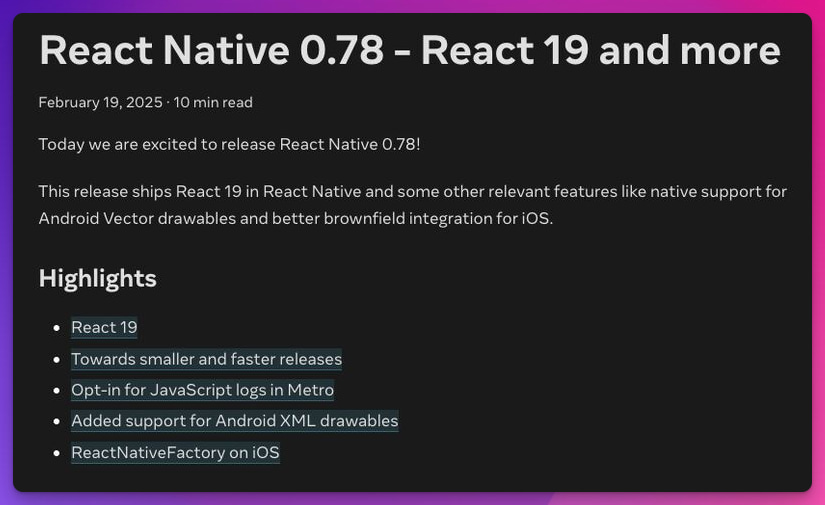 React Native 0.78 - React 19 and more
February 19, 2025 · 10 min read
Today we are excited to release React Native 0.78!
This release ships React 19 in React Native and some other relevant features like native support for
Android Vector drawables and better brownfield integration for iOS.
Highlights
• React 19
• Towards smaller and faster releases
• Opt-in for JavaScript logs in Metro
• Added support for Android XML drawables
• ReactNativeFactory on iOS